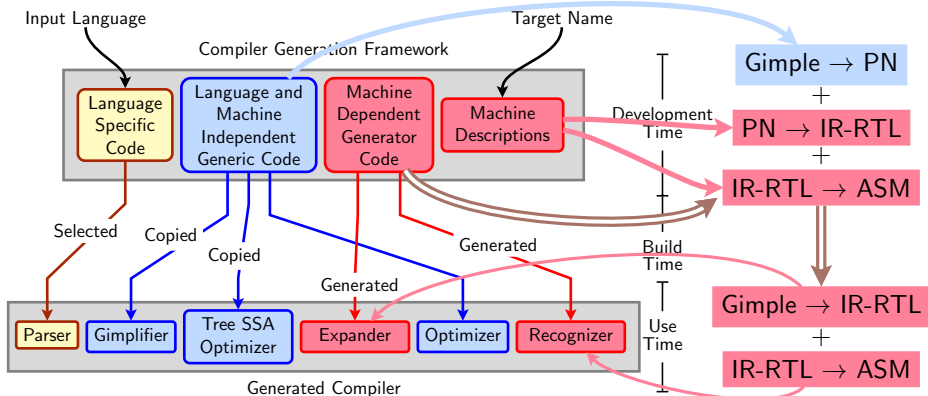 Input Language
Target Name
Compiler Generation Framework
Gimple → PN
+
Language
Specific
Code
Language and
Machine
Independent
Generic Code
Machine
Dependent
Generator
Code
Machine
Descriptions
Development
Time
PN → IR-RTL
+
IR-RTL → ASM
Selected
Copied
Copied
Generated
Generated
Build
Time
Gimple → IR-RTL
+
IR-RTL → ASM
Parser
Gimplifier
Tree SSA
Optimizer
Expander
Optimizer
Recognizer
Use
Time
Generated Compiler